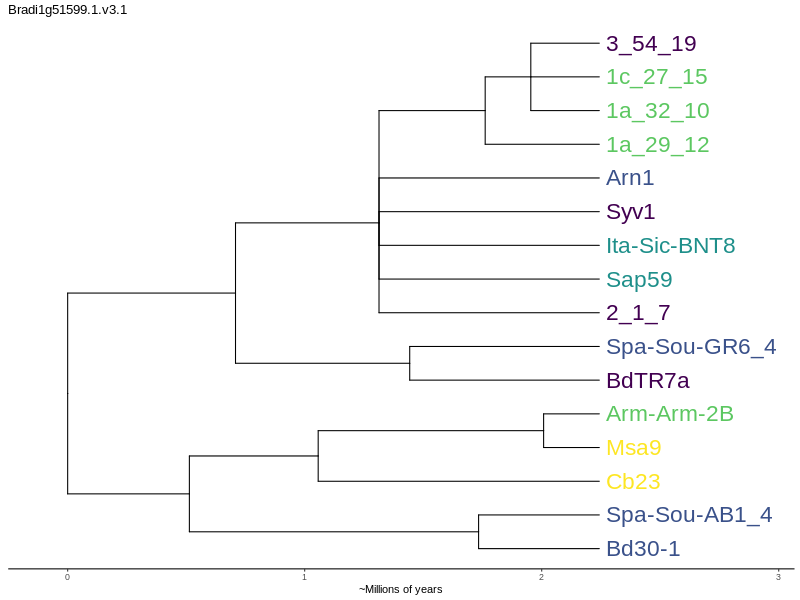 Bradi1g51599.1.v3.1
3_54_19
1c_27_15
1a_32_10
1a_29_12
Arn1
Syv1
Ita-Sic-BNT8
Sap59
2_1_7
Spa-Sou-GR6_4
BdTR7a
Arm-Arm-2B
Msa9
Cb23
Spa-Sou-AB1_4
Bd30-1
0 1 2 3
~Millions of years